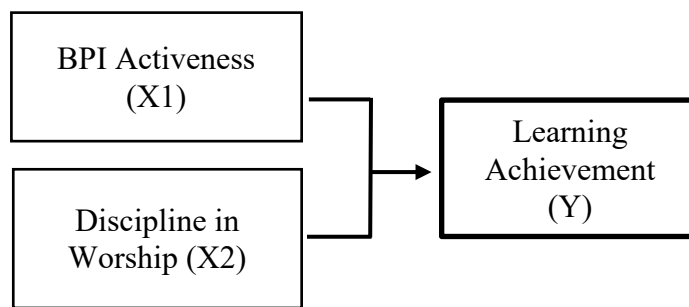 BPI Activeness
(X1)
Discipline in
Worship (X2)
Learning
Achievement
(Y)